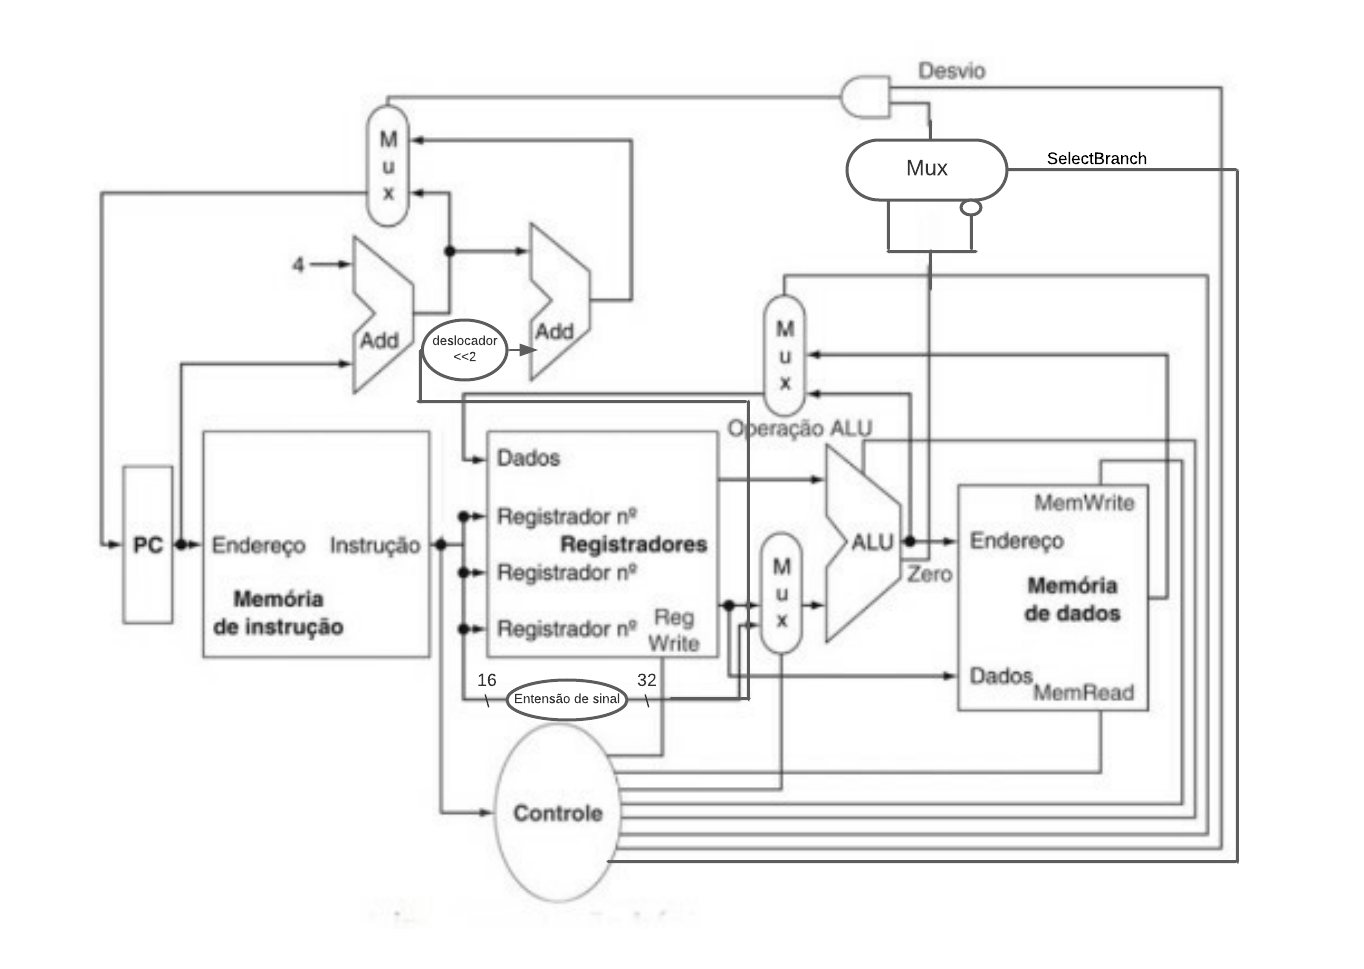 Desvio
M
u
x
Mux
SelectBranch
4
Add
deslocador
<<2
Add
M
u
x
Operação ALU
Dados
MemWrite
Registrador nº
PC
Endereço
Instrução
Registradores
ALU
Endereço
Registrador nº
M
u
x
Zero
Memória
de instrução
Memória
de dados
Registrador nº
Reg
Write
Dados
MemRead
16
Entensão de sinal
32
Controle